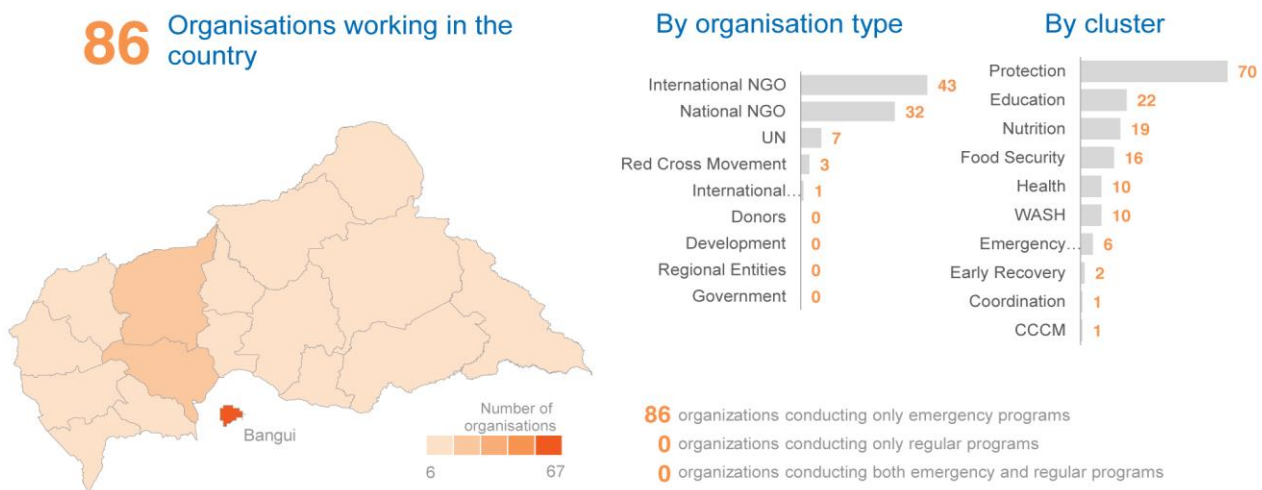 86 Organisations working in the
country
Number of
organisations
6 67
Bangui
By organisation type
International NGO 43
National NGO 32
UN 7
Red Cross Movement 3
International... 1
Donors 0
Development 0
Regional Entities 0
Government 0
By cluster
Protection 70
Education 22
Nutrition 19
Food Security 16
Health 10
WASH 10
Emergency... 6
Early Recovery 2
Coordination 1
CCCM 1
86 organizations conducting only emergency programs
0 organizations conducting only regular programs
0 organizations conducting both emergency and regular programs